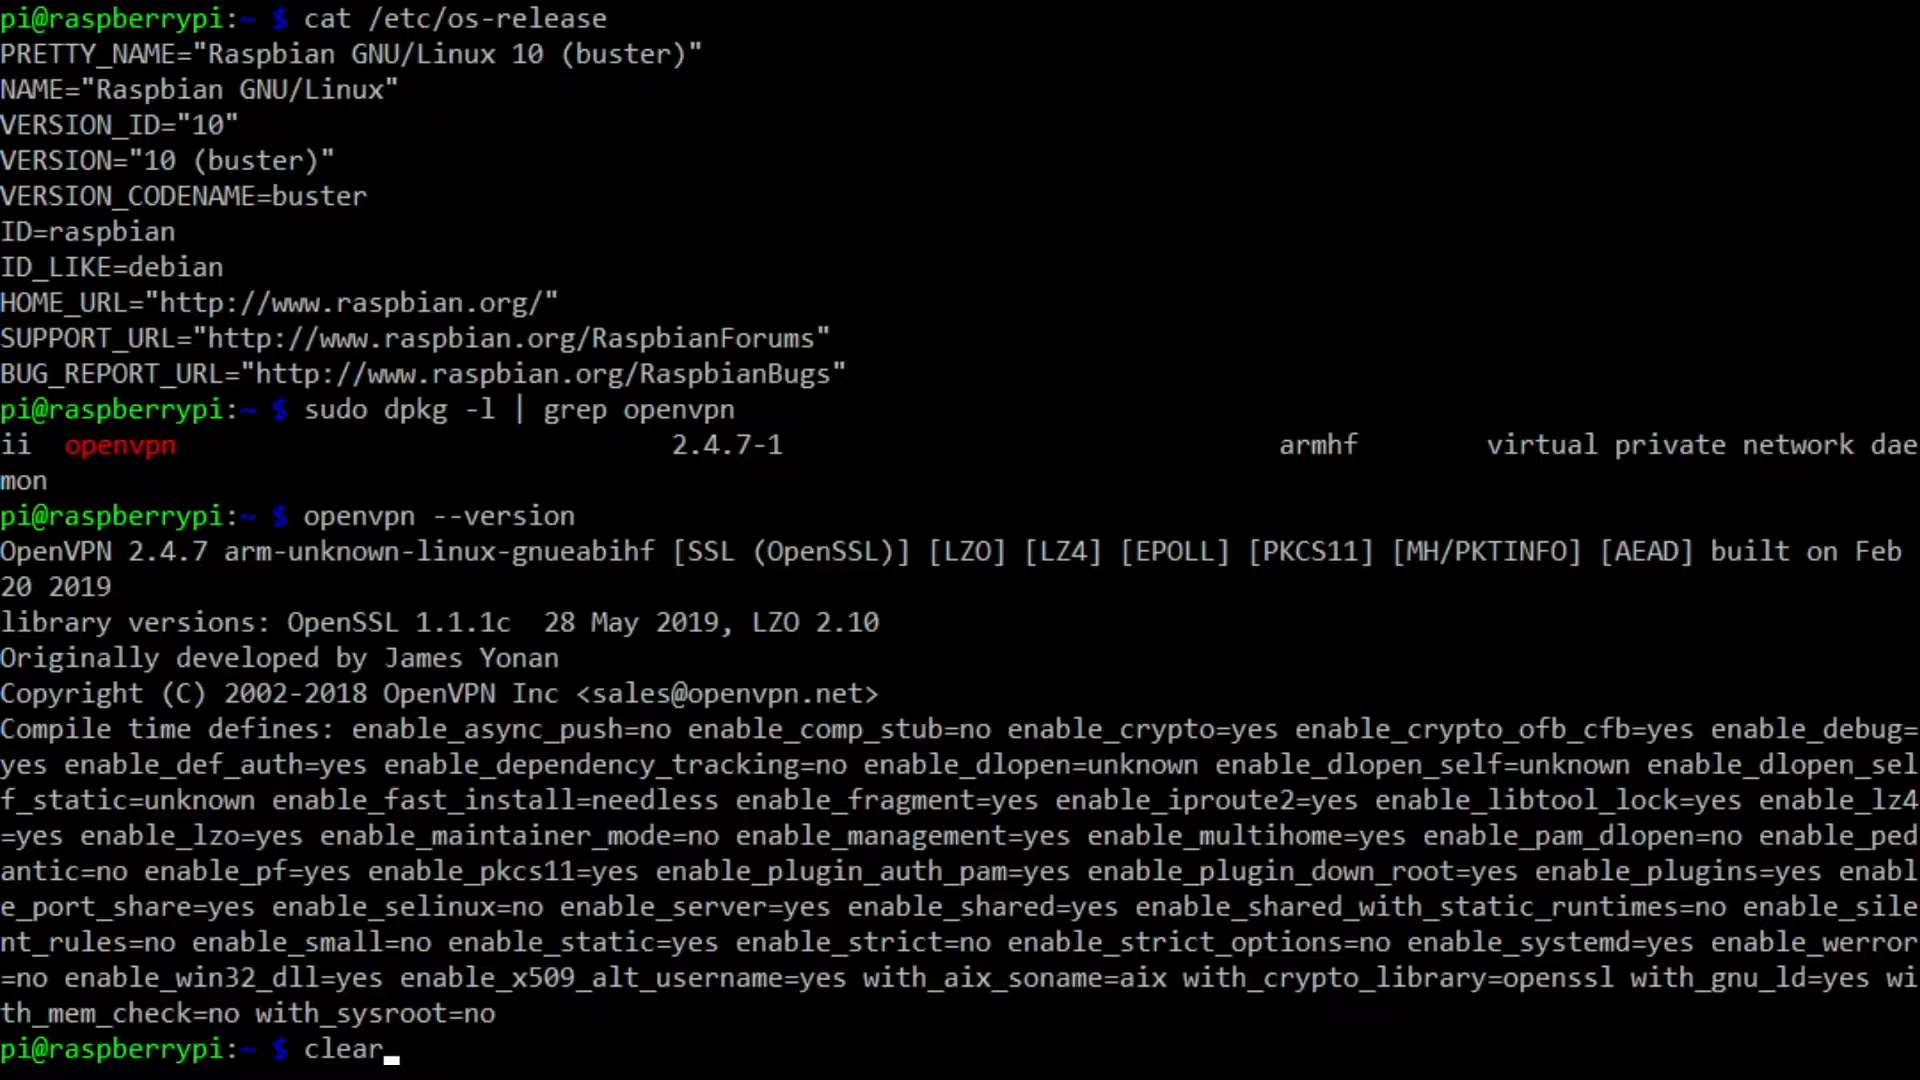 pi@raspberrypi:~ $ cat /etc/os-release
PRETTY_NAME="Raspbian GNU/Linux 10 (buster)"
NAME="Raspbian GNU/Linux"
VERSION_ID="10"
VERSION="10 (buster)"
VERSION_CODENAME=buster
ID=raspbian
ID_LIKE=debian
HOME_URL="http://www.raspbian.org/"
SUPPORT_URL="http://www.raspbian.org/RaspbianForums"
BUG_REPORT_URL="http://www.raspbian.org/RaspbianBugs"
pi@raspberrypi:~ $ sudo dpkg -l | grep openvpn
ii  openvpn                               2.4.7-1                               armhf        virtual private network dae
mon
pi@raspberrypi:~ $ openvpn --version
OpenVPN 2.4.7 arm-unknown-linux-gnueabihf [SSL (OpenSSL)] [LZO] [LZ4] [EPOLL] [PKCS11] [MH/PKTINFO] [AEAD] built on Feb
20 2019
library versions: OpenSSL 1.1.1c  28 May 2019, LZO 2.10
Originally developed by James Yonan
Copyright (C) 2002-2018 OpenVPN Inc <sales@openvpn.net>
Compile time defines: enable_async_push=no enable_comp_stub=no enable_crypto=yes enable_crypto_ofb_cfb=yes enable_debug=
yes enable_def_auth=yes enable_dependency_tracking=no enable_dlopen=unknown enable_dlopen_self=unknown enable_dlopen_sel
f_static=unknown enable_fast_install=needless enable_fragment=yes enable_iproute2=yes enable_libtool_lock=yes enable_lz4
=yes enable_lzo=yes enable_maintainer_mode=no enable_management=yes enable_multihome=yes enable_pam_dlopen=no enable_ped
antic=no enable_pf=yes enable_pkcs11=yes enable_plugin_auth_pam=yes enable_plugin_down_root=yes enable_plugins=yes enabl
e_port_share=yes enable_selinux=no enable_server=yes enable_shared=yes enable_shared_with_static_runtimes=no enable_sile
nt_rules=no enable_small=no enable_static=yes enable_strict=no enable_strict_options=no enable_systemd=yes enable_werror
=no enable_win32_dll=yes enable_x509_alt_username=yes with_aix_soname=aix with_crypto_library=openssl with_gnu_ld=yes wi
th_mem_check=no with_sysroot=no
pi@raspberrypi:~ $ clear